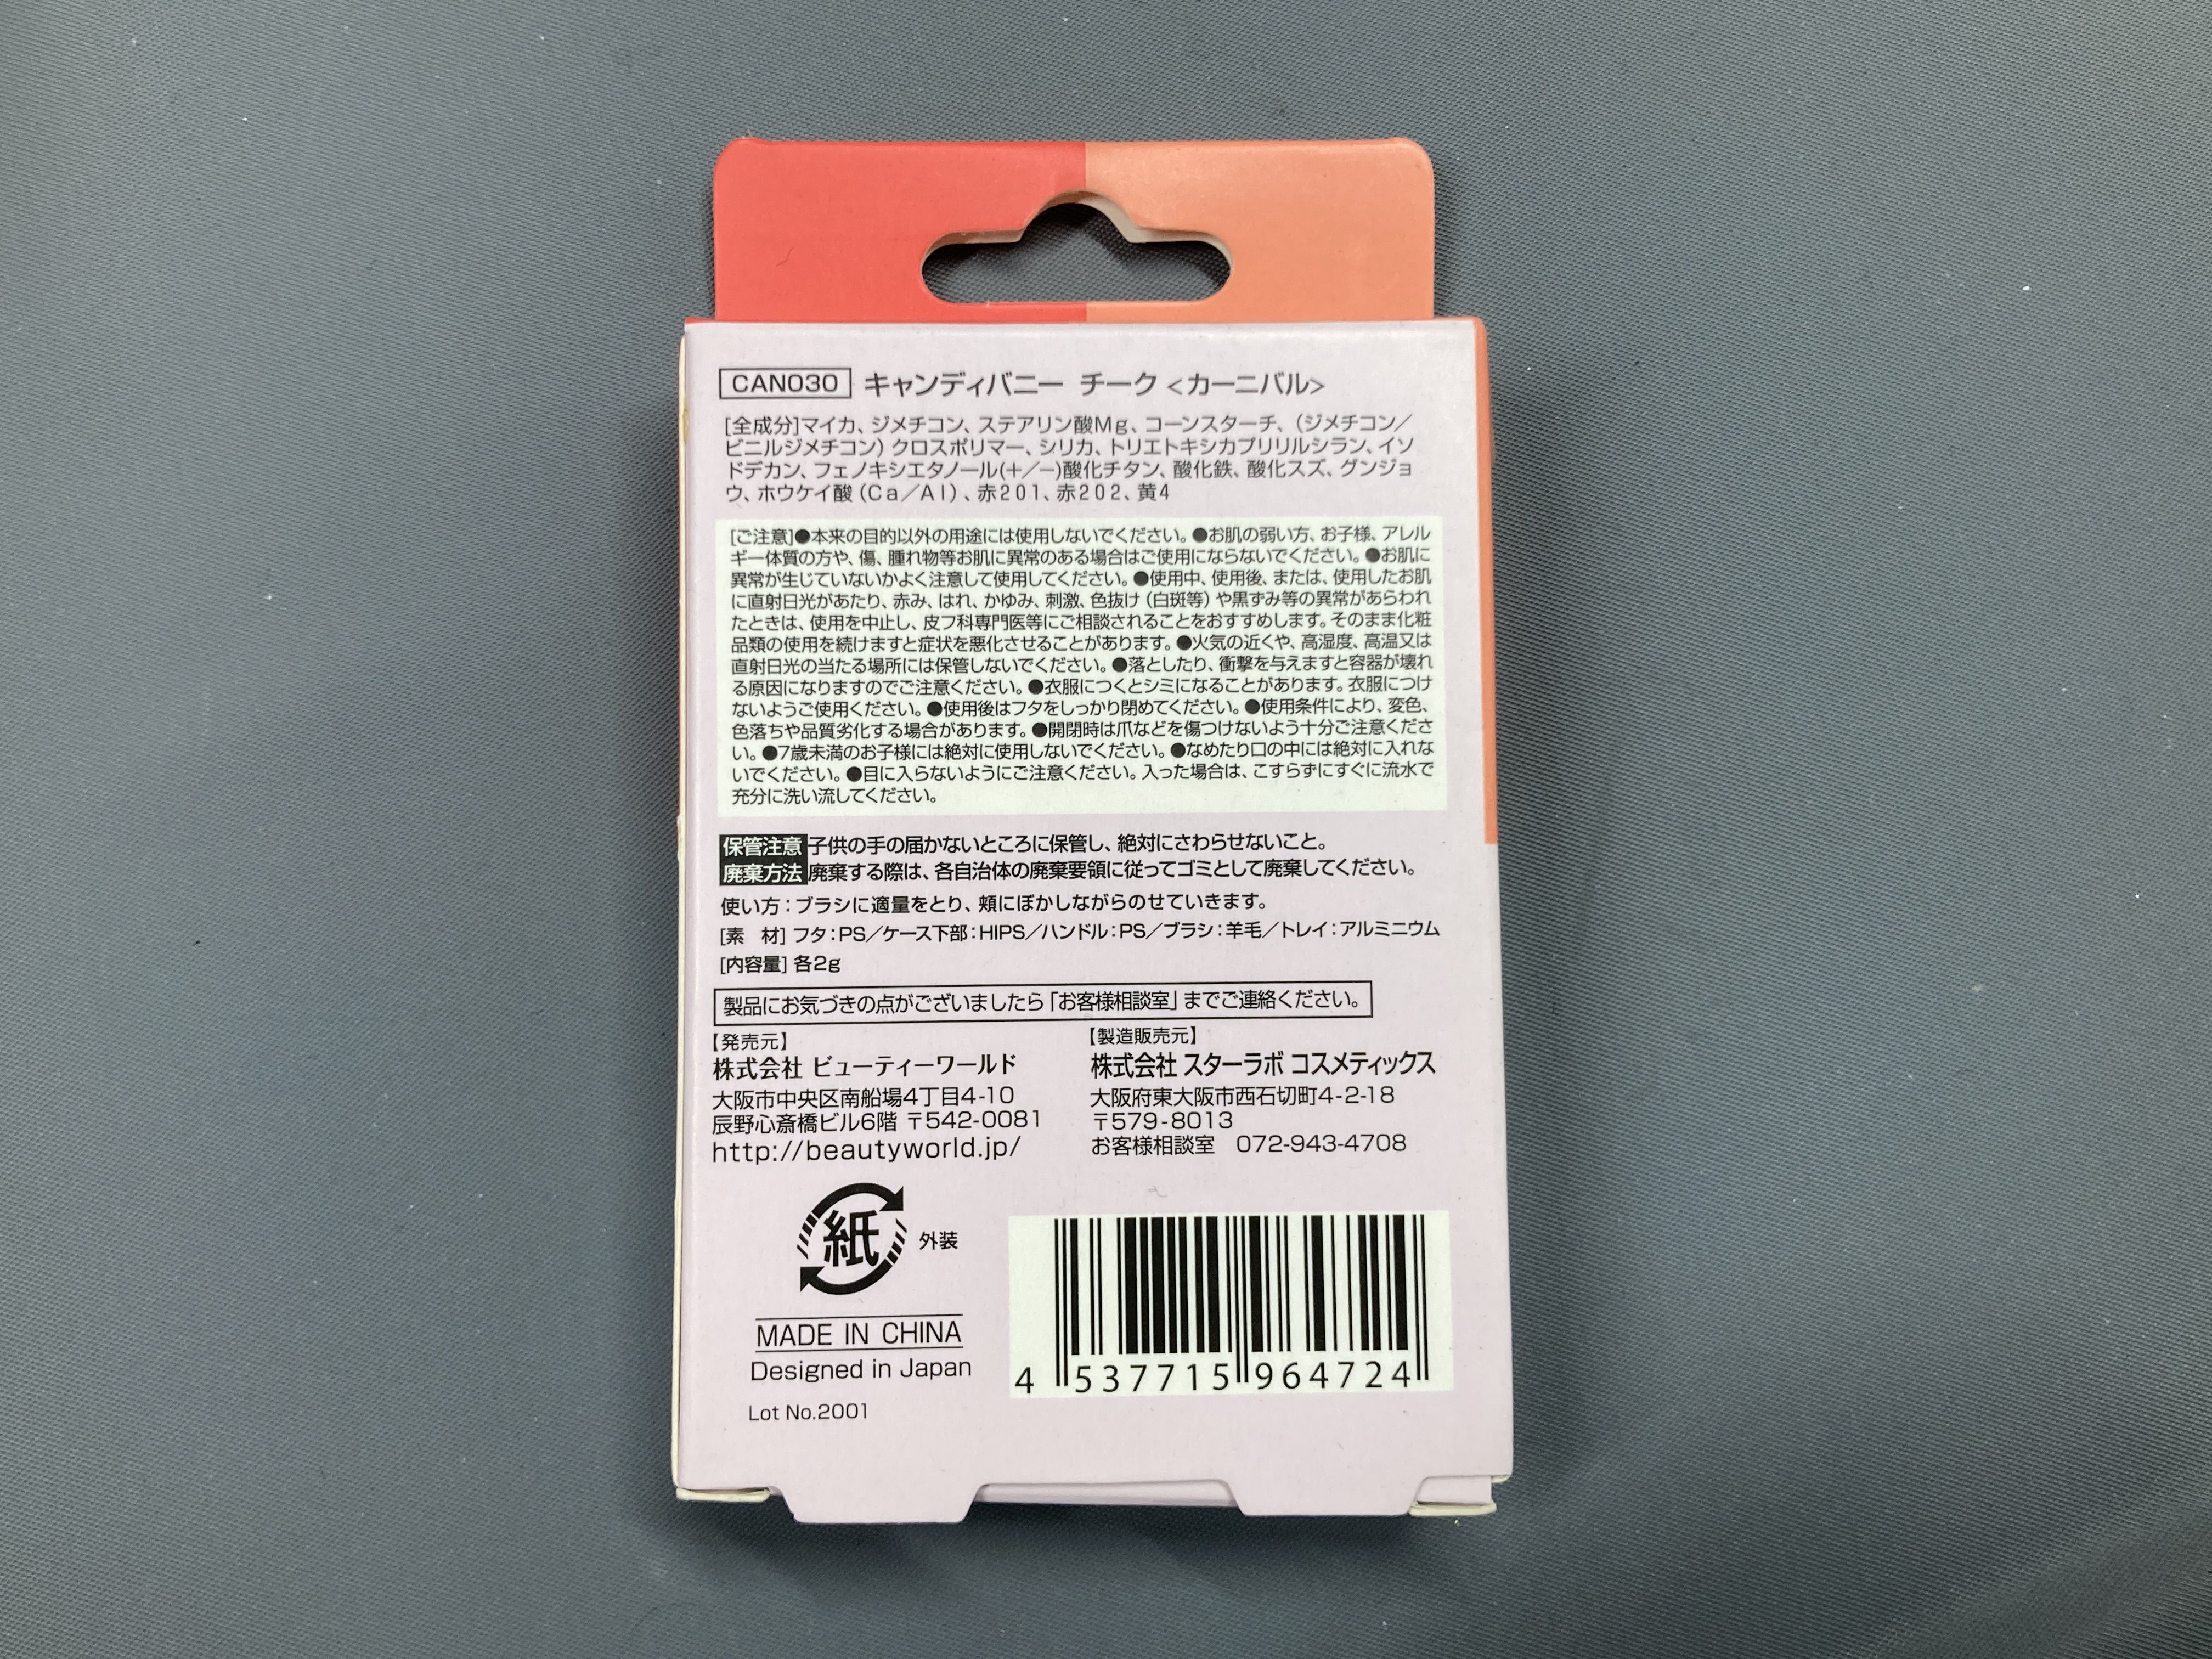 CAN030 キャンディバニー チーク<カーニバル>
[全成分]マイカ、ジメチコン、ステアリン酸Mg、コーンスターチ、(ジメチコン／
ビニルジメチコン)クロスポリマー、シリカ、トリエトキシカプリリルシラン、イソ
ドデカン、フェノキシエタノール(+／−)酸化チタン、酸化鉄、酸化スズ、グンジョ
ウ、ホウケイ酸(Ca／Al)、赤201、赤202、黄4
[ご注意]●本来の目的以外の用途には使用しないでください。●お肌の弱い方、お子様、アレル
ギー体質の方や、傷、腫れ物等お肌に異常のある場合はご使用にならないでください。●お肌に
異常が生じていないかよく注意して使用してください。●使用中、使用後、または、使用したお肌
に直射日光があたり、赤み、はれ、かゆみ、刺激、色抜け(白斑等)や黒ずみ等の異常があらわれ
たときは、使用を中止し、皮フ科専門医等にご相談されることをおすすめします。そのまま化粧
品類の使用を続けますと症状を悪化させることがあります。●火気の近くや、高湿度、高温又は
直射日光の当たる場所には保管しないでください。●落としたり、衝撃を与えますと容器が壊れ
る原因になりますのでご注意ください。●衣服につくとシミになることがあります。衣服につけ
ないようご使用ください。●使用後はフタをしっかり閉めてください。●使用条件により、変色、
色落ちや品質劣化する場合があります。●開閉時は爪などを傷つけないよう十分ご注意くださ
い。●7歳未満のお子様には絶対に使用しないでください。●なめたり口の中には絶対に入れな
いでください。●目に入らないようにご注意ください。入った場合は、こすらずにすぐに流水で
充分に洗い流してください。
保管注意 子供の手の届かないところに保管し、絶対にさわらせないこと。
廃棄方法 廃棄する際は、各自治体の廃棄要領に従ってゴミとして廃棄してください。
使い方：ブラシに適量をとり、頬にぼかしながらのせていきます。
[素　材] フタ：PS／ケース下部：HIPS／ハンドル：PS／ブラシ：羊毛／トレイ：アルミニウム
[内容量] 各2g
製品にお気づきの点がございましたら「お客様相談室」までご連絡ください。
【発売元】
株式会社 ビューティーワールド
大阪市中央区南船場4丁目4-10
辰野心斎橋ビル6階 〒542-0081
http://beautyworld.jp/
【製造販売元】
株式会社 スターラボ コスメティックス
大阪府東大阪市西石切町4-2-18
〒579-8013
お客様相談室　072-943-4708
紙 外装
MADE IN CHINA
Designed in Japan
Lot No.2001
4 537715 964724